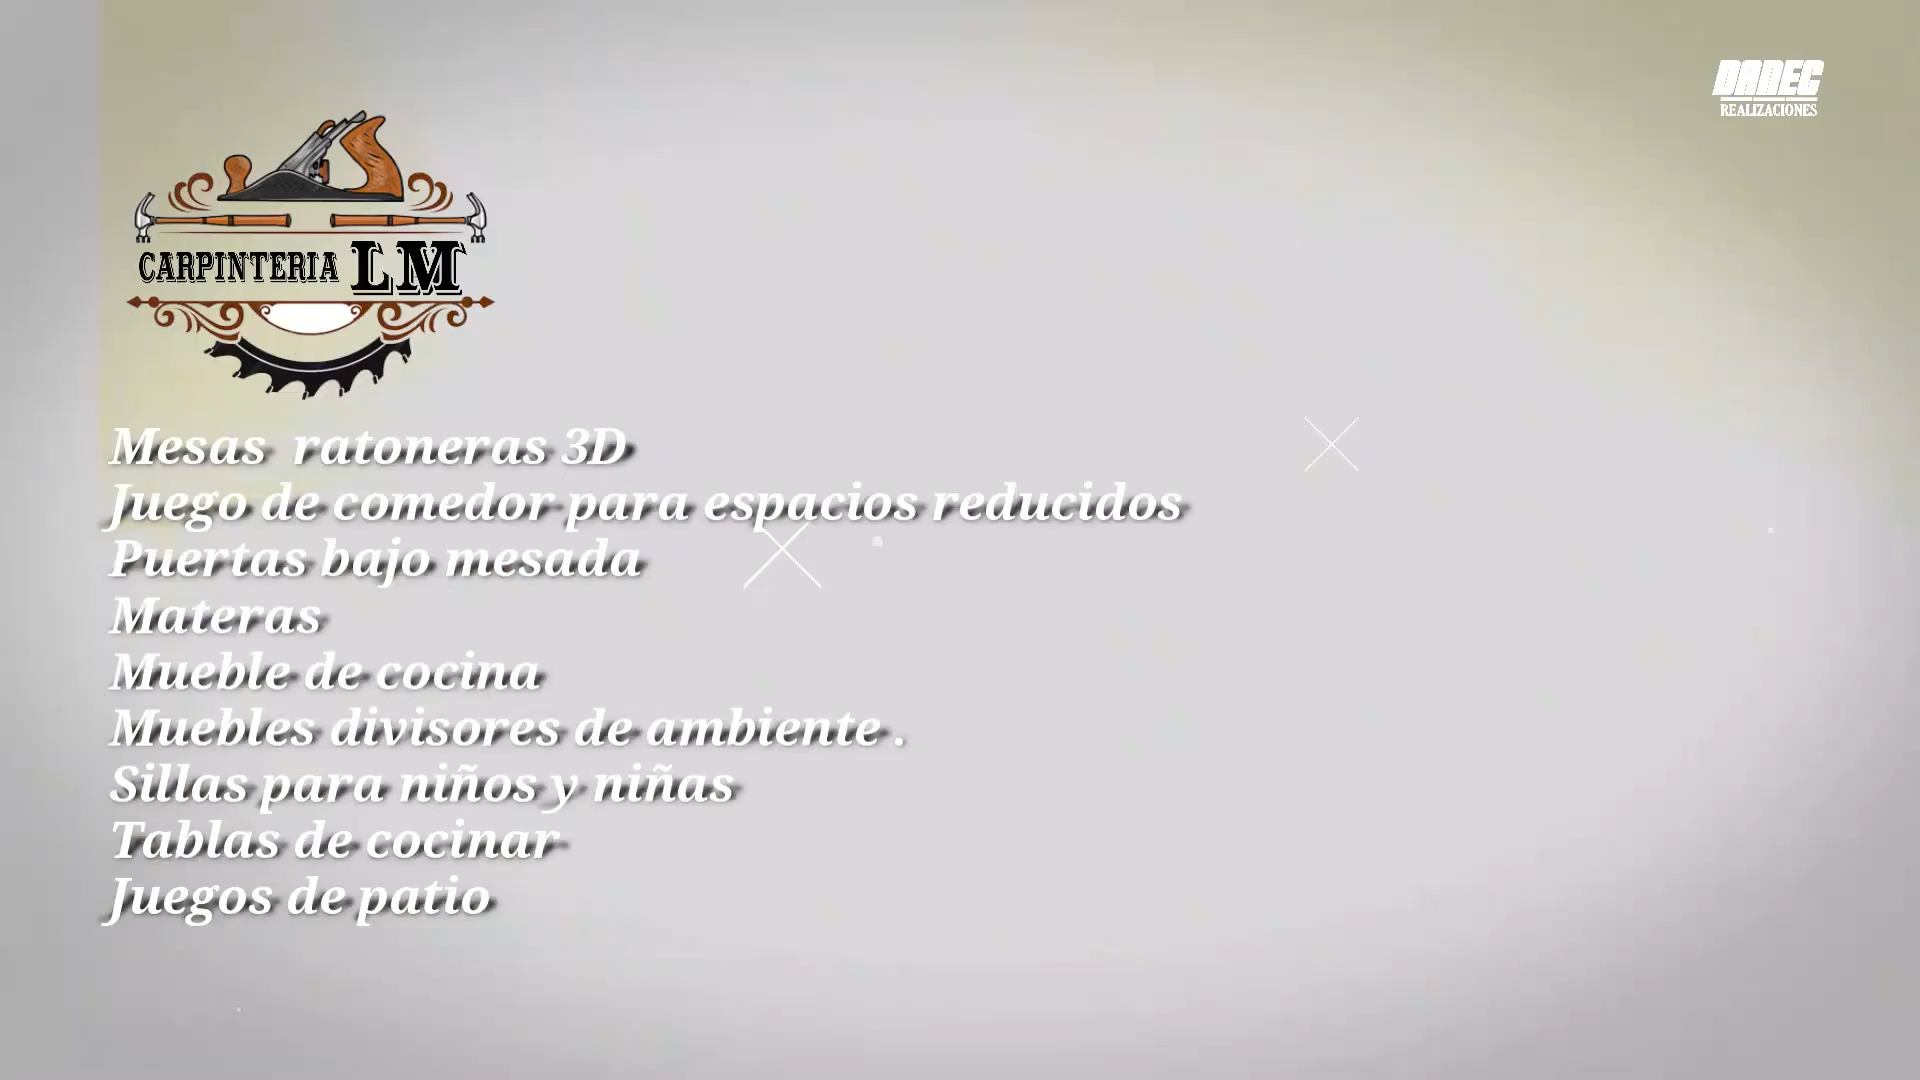 DANEC
REALIZACIONES
CARPINTERIA LM
Mesas ratoneras 3D
Juego de comedor para espacios reducidos
Puertas bajo mesada
Materas
Mueble de cocina
Muebles divisores de ambiente .
Sillas para niños y niñas
Tablas de cocinar
Juegos de patio